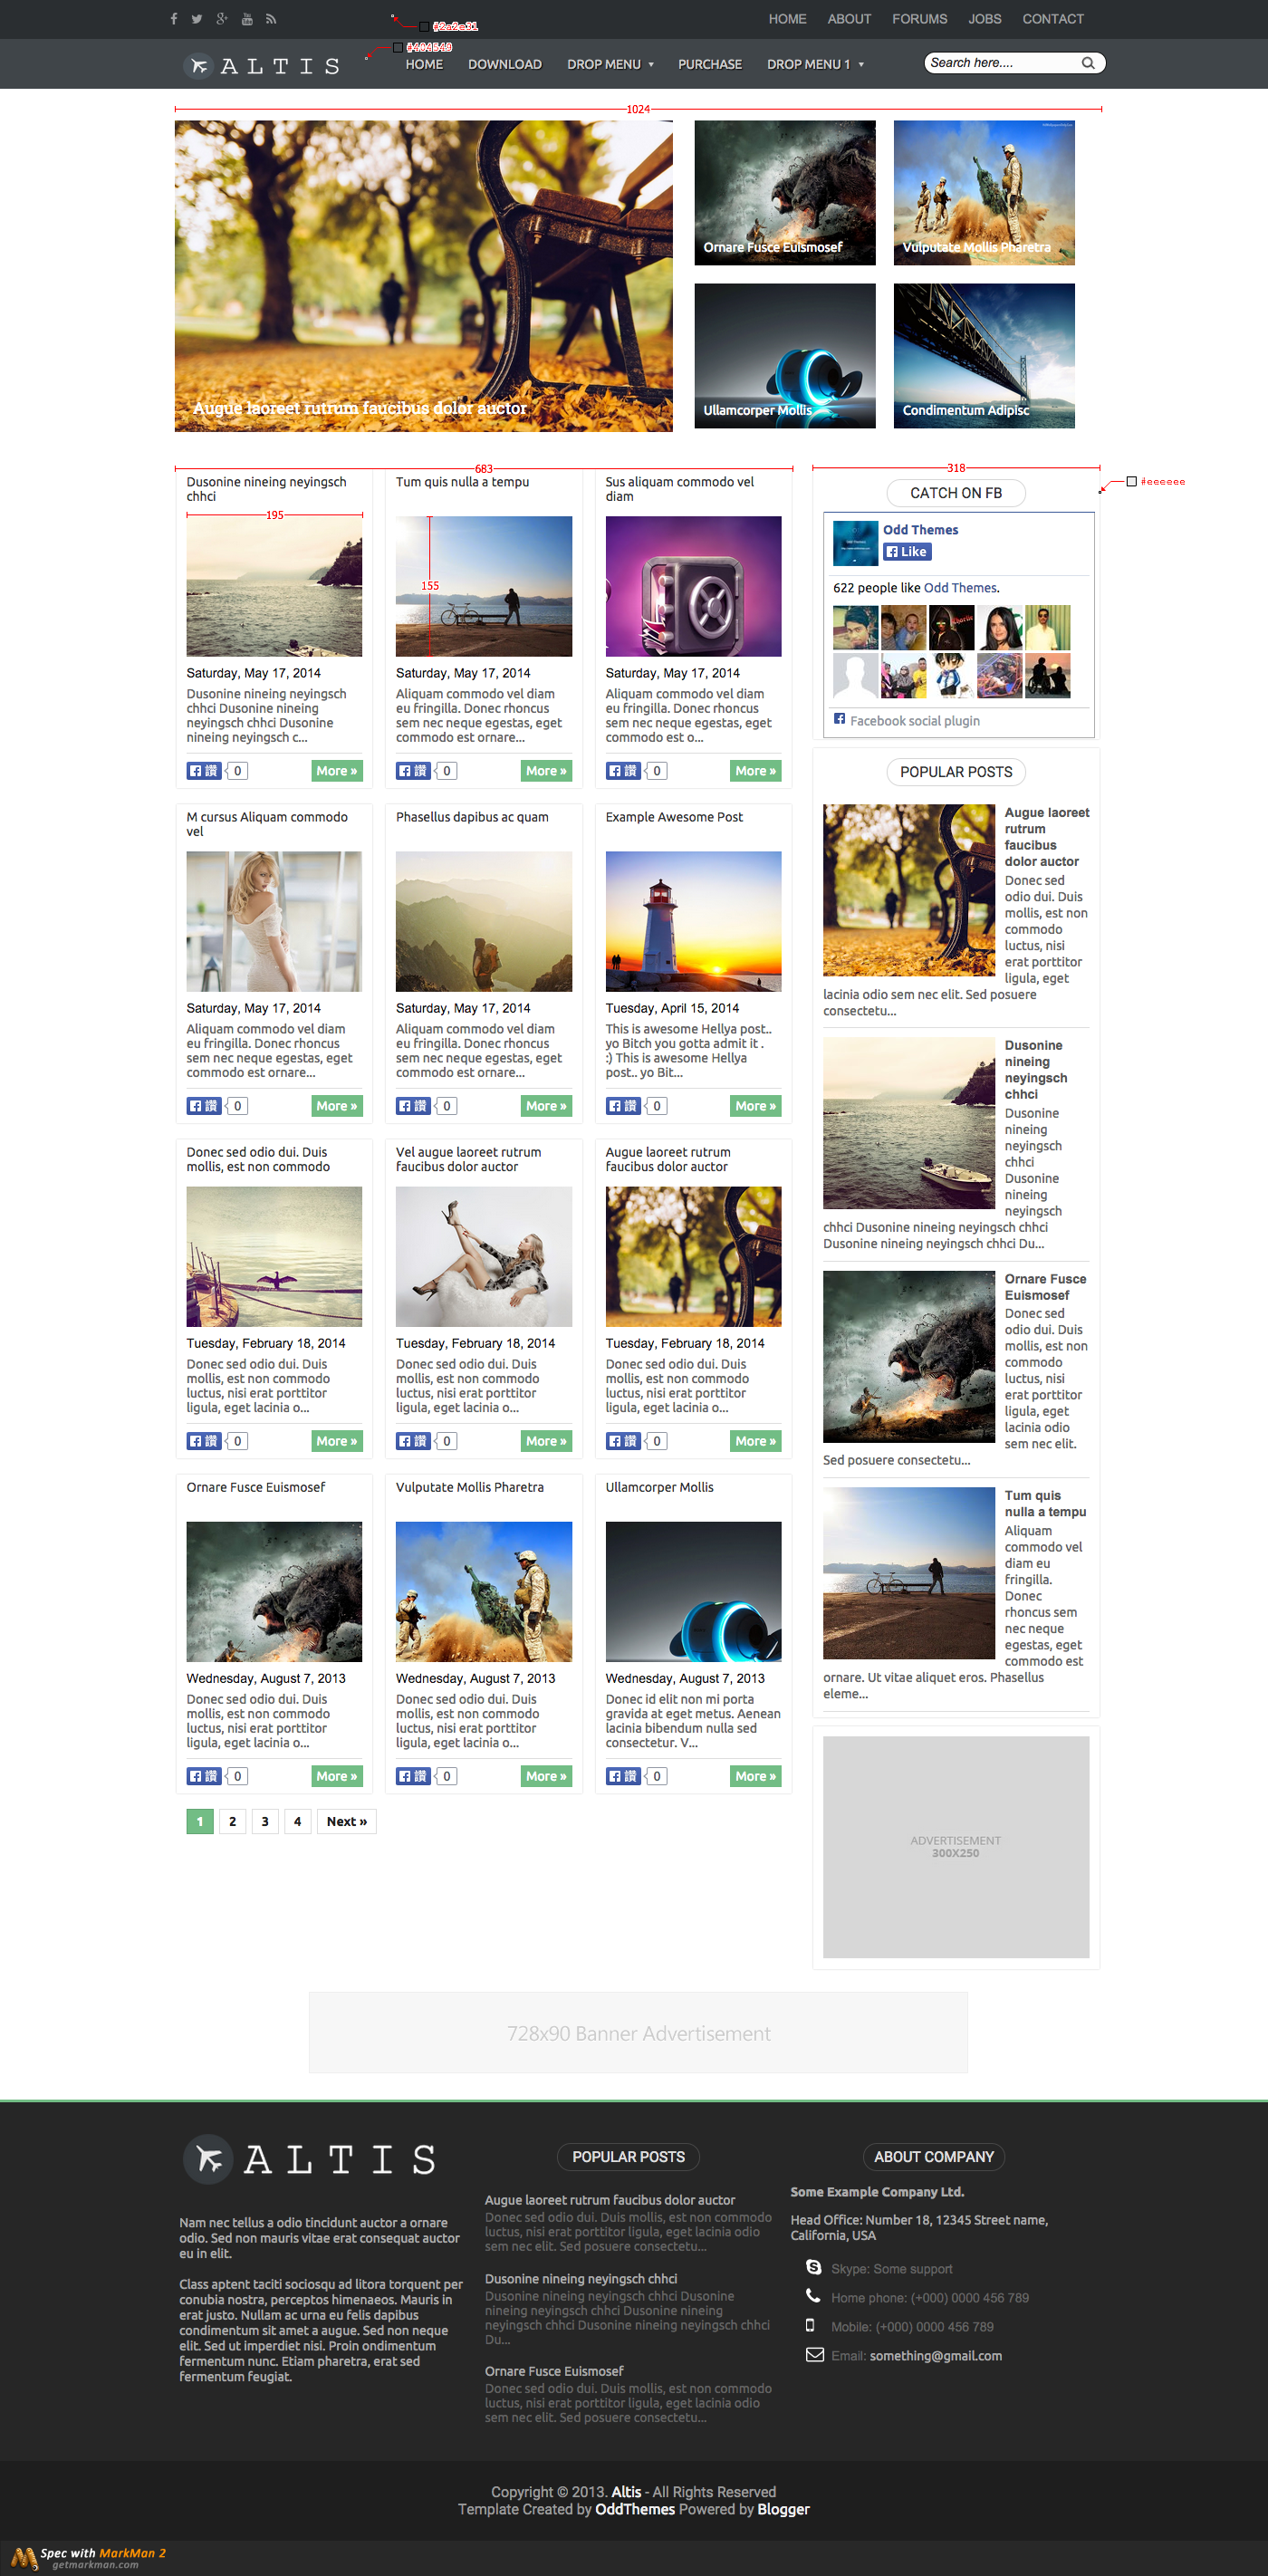 HOME ABOUT FORUMS JOBS CONTACT
#2a2e31
#404549
ALTIS
HOME DOWNLOAD DROP MENU PURCHASE DROP MENU 1
Search here....
1024
Augue laoreet rutrum faucibus dolor auctor
Ornare Fusce Euismosef
Vulputate Mollis Pharetra
Ullamcorper Mollis
Condimentum Adipisc
683
Dusonine nineing neyingsch
chhci
195
Saturday, May 17, 2014
Dusonine nineing neyingsch
chhci Dusonine nineing
neyingsch chhci Dusonine
nineing neyingsch c...
讚 0 More »
Tum quis nulla a tempu
155
Saturday, May 17, 2014
Aliquam commodo vel diam
eu fringilla. Donec rhoncus
sem nec neque egestas, eget
commodo est ornare...
讚 0 More »
Sus aliquam commodo vel
diam
Saturday, May 17, 2014
Aliquam commodo vel diam
eu fringilla. Donec rhoncus
sem nec neque egestas, eget
commodo est o...
讚 0 More »
M cursus Aliquam commodo
vel
Saturday, May 17, 2014
Aliquam commodo vel diam
eu fringilla. Donec rhoncus
sem nec neque egestas, eget
commodo est ornare...
讚 0 More »
Phasellus dapibus ac quam
Saturday, May 17, 2014
Aliquam commodo vel diam
eu fringilla. Donec rhoncus
sem nec neque egestas, eget
commodo est ornare...
讚 0 More »
Example Awesome Post
Tuesday, April 15, 2014
This is awesome Hellya post..
yo Bitch you gotta admit it .
:) This is awesome Hellya
post.. yo Bit...
讚 0 More »
Donec sed odio dui. Duis
mollis, est non commodo
Tuesday, February 18, 2014
Donec sed odio dui. Duis
mollis, est non commodo
luctus, nisi erat porttitor
ligula, eget lacinia o...
讚 0 More »
Vel augue laoreet rutrum
faucibus dolor auctor
Tuesday, February 18, 2014
Donec sed odio dui. Duis
mollis, est non commodo
luctus, nisi erat porttitor
ligula, eget lacinia o...
讚 0 More »
Augue laoreet rutrum
faucibus dolor auctor
Tuesday, February 18, 2014
Donec sed odio dui. Duis
mollis, est non commodo
luctus, nisi erat porttitor
ligula, eget lacinia o...
讚 0 More »
Ornare Fusce Euismosef
Wednesday, August 7, 2013
Donec sed odio dui. Duis
mollis, est non commodo
luctus, nisi erat porttitor
ligula, eget lacinia o...
讚 0 More »
Vulputate Mollis Pharetra
Wednesday, August 7, 2013
Donec sed odio dui. Duis
mollis, est non commodo
luctus, nisi erat porttitor
ligula, eget lacinia o...
讚 0 More »
Ullamcorper Mollis
Wednesday, August 7, 2013
Donec id elit non mi porta
gravida at eget metus. Aenean
lacinia bibendum nulla sed
consectetur. V...
讚 0 More »
1 2 3 4 Next »
318
#eeeeee
CATCH ON FB
Odd Themes
Like
622 people like Odd Themes.
Charlie
Facebook social plugin
POPULAR POSTS
Augue laoreet
rutrum
faucibus
dolor auctor
Donec sed
odio dui. Duis
mollis, est non
commodo
luctus, nisi
erat porttitor
ligula, eget
lacinia odio sem nec elit. Sed posuere
consectetu...
Dusonine
nineing
neyingsch
chhci
Dusonine
nineing
neyingsch
chhci
Dusonine
nineing
neyingsch
chhci Dusonine nineing neyingsch chhci
Dusonine nineing neyingsch chhci Du...
Ornare Fusce
Euismosef
Donec sed
odio dui. Duis
mollis, est non
commodo
luctus, nisi
erat porttitor
ligula, eget
lacinia odio
sem nec elit.
Sed posuere consectetu...
Tum quis
nulla a tempu
Aliquam
commodo vel
diam eu
fringilla.
Donec
rhoncus sem
nec neque
egestas, eget
commodo est
ornare. Ut vitae aliquet eros. Phasellus
eleme...
ADVERTISEMENT
300X250
728x90 Banner Advertisement
ALTIS
Nam nec tellus a odio tincidunt auctor a ornare
odio. Sed non mauris vitae erat consequat auctor
eu in elit.
Class aptent taciti sociosqu ad litora torquent per
conubia nostra, perceptos himenaeos. Mauris in
erat justo. Nullam ac urna eu felis dapibus
condimentum sit amet a augue. Sed non neque
elit. Sed ut imperdiet nisi. Proin ondimentum
fermentum nunc. Etiam pharetra, erat sed
fermentum feugiat.
POPULAR POSTS
Augue laoreet rutrum faucibus dolor auctor
Donec sed odio dui. Duis mollis, est non commodo
luctus, nisi erat porttitor ligula, eget lacinia odio
sem nec elit. Sed posuere consectetu...
Dusonine nineing neyingsch chhci
Dusonine nineing neyingsch chhci Dusonine
nineing neyingsch chhci Dusonine nineing
neyingsch chhci Dusonine nineing neyingsch chhci
Du...
Ornare Fusce Euismosef
Donec sed odio dui. Duis mollis, est non commodo
luctus, nisi erat porttitor ligula, eget lacinia odio
sem nec elit. Sed posuere consectetu...
ABOUT COMPANY
Some Example Company Ltd.
Head Office: Number 18, 12345 Street name,
California, USA
Skype: Some support
Home phone: (+000) 0000 456 789
Mobile: (+000) 0000 456 789
Email: something@gmail.com
Copyright © 2013. Altis - All Rights Reserved
Template Created by OddThemes Powered by Blogger
Spec with MarkMan 2
getmarkman.com